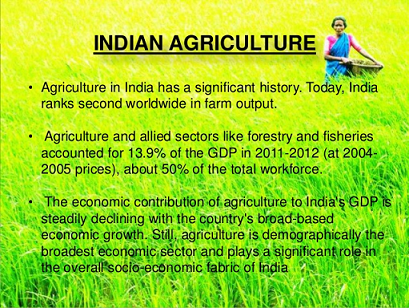 INDIAN AGRICULTURE
• Agriculture in India has a significant history. Today, India
ranks second worldwide in farm output.
• Agriculture and allied sectors like forestry and fisheries
accounted for 13.9% of the GDP in 2011-2012 (at 2004-
2005 prices), about 50% of the total workforce.
• The economic contribution of agriculture to India's GDP is
steadily declining with the country's broad-based
economic growth. Still, agriculture is demographically the
broadest economic sector and plays a significant role in
the overall socio-economic fabric of India